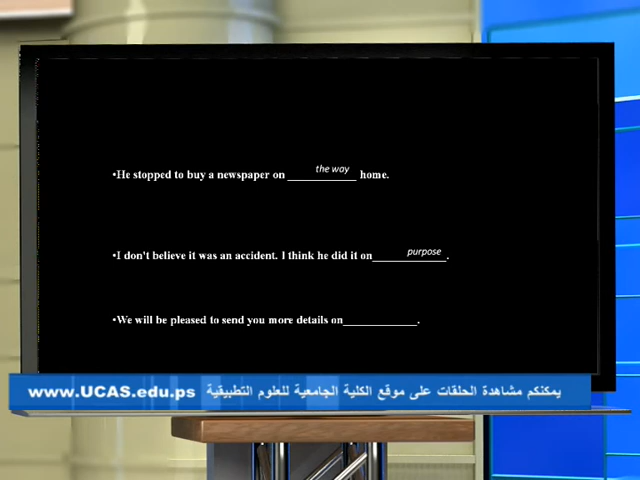 •He stopped to buy a newspaper on the way home.
•I don't believe it was an accident. I think he did it on purpose.
•We will be pleased to send you more details on____________.
يمكنكم مشاهدة الحلقات على موقع الكلية الجامعية للعلوم التطبيقية www.UCAS.edu.ps